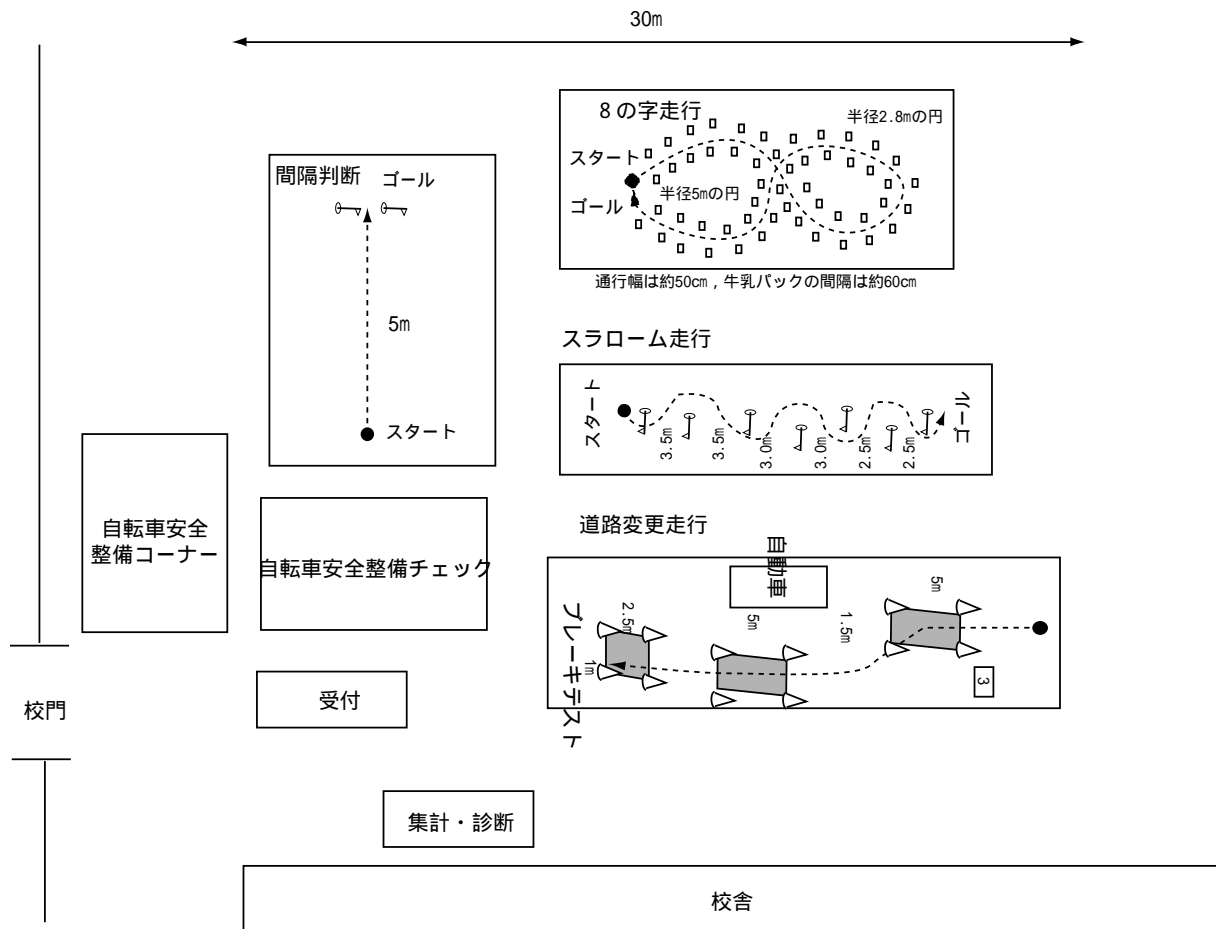 30m
8の字走行
半径2.8mの円
スタート
半径5mの円
ゴール
通行幅は約50cm,牛乳パックの間隔は約60cm
間隔判断
ゴール
5m
スタート
スラローム走行
スタート
3.5m
3.5m
3.0m
3.0m
2.5m
2.5m
ゴール
自転車安全
整備コーナー
自転車安全整備チェック
道路変更走行
自動車
ブレーキテスト
2.5m
1m
5m
1.5m
5m
3
校門
受付
集計・診断
校舎